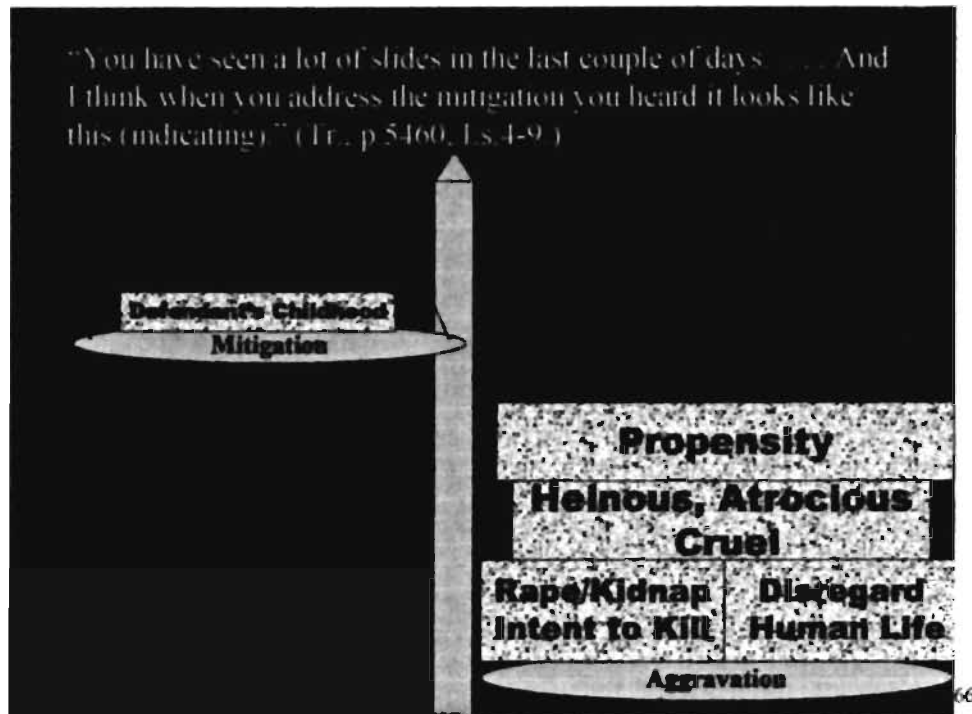 "You have seen a lot of slides in the last couple of days . . . . And
I think when you address the mitigation you heard it looks like
this (indicating)." (Tr., p.5460, Ls.4-9.)
Defendant's Childhood
Mitigation
Propensity
Heinous, Atrocious
Cruel
Rape/Kidnap
Intent to Kill
Disregard
Human Life
Aggravation
66